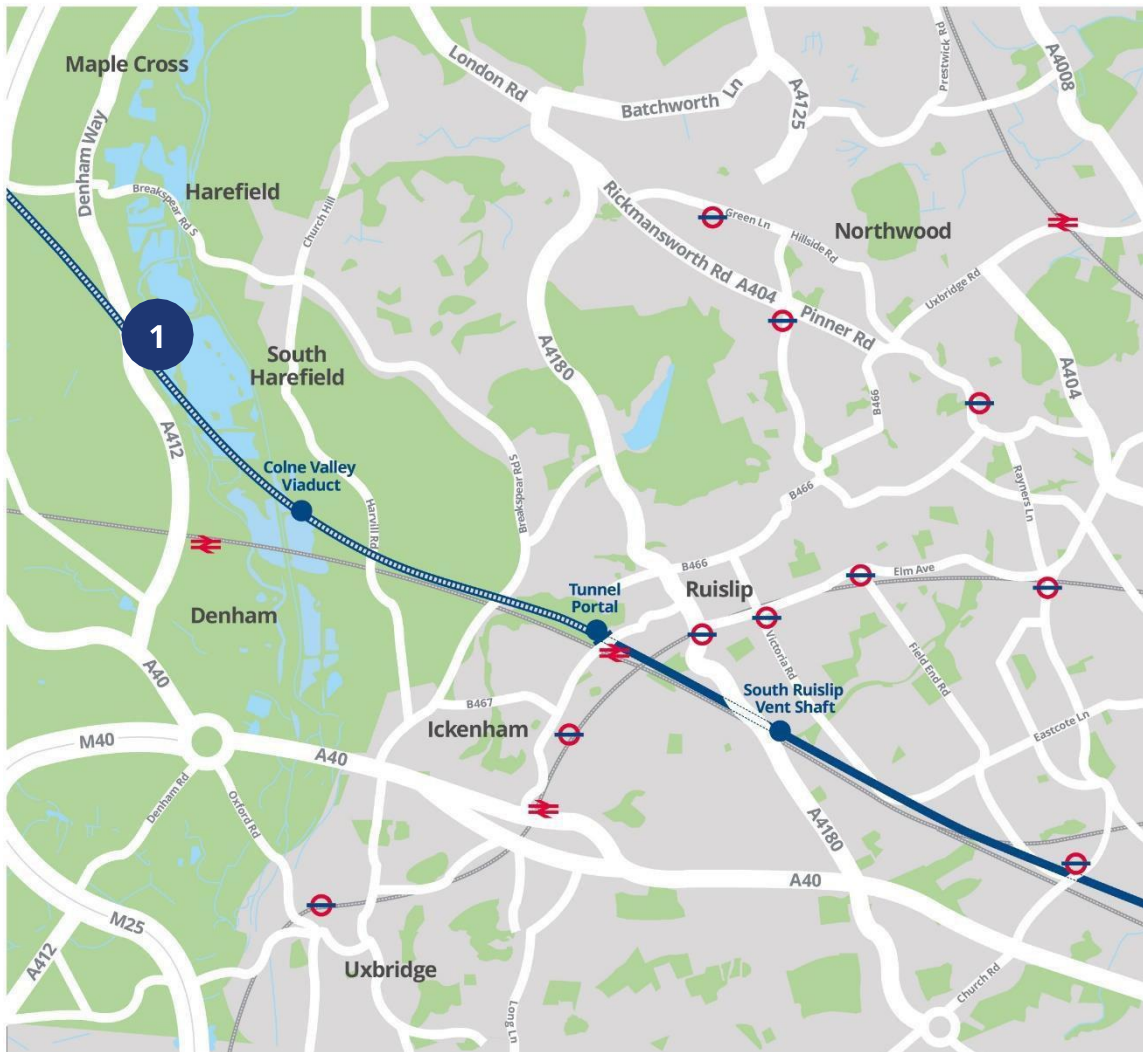 Maple Cross
London Rd
Batchworth Ln
A4125
Prestwick Rd
A4008
Denham Way
Harefield
Breakspear Rd S
Church Hill
Green Ln
Hillside Rd
Northwood
Rickmansworth Rd A404
Uxbridge Rd
Pinner Rd
1
South
Harefield
A4180
A404
B466
A412
Colne Valley
Viaduct
Harvill Rd
Breakspear Rd S
B466
Rayners Ln
B466
Elm Ave
Tunnel
Portal
Ruislip
Denham
Victoria Rd
Field End Rd
A40
South Ruislip
Vent Shaft
B467
Ickenham
Eastcote Ln
M40
A40
Denham Rd
Oxford Rd
A4180
A40
M25
A412
Uxbridge
Long Ln
Church Rd